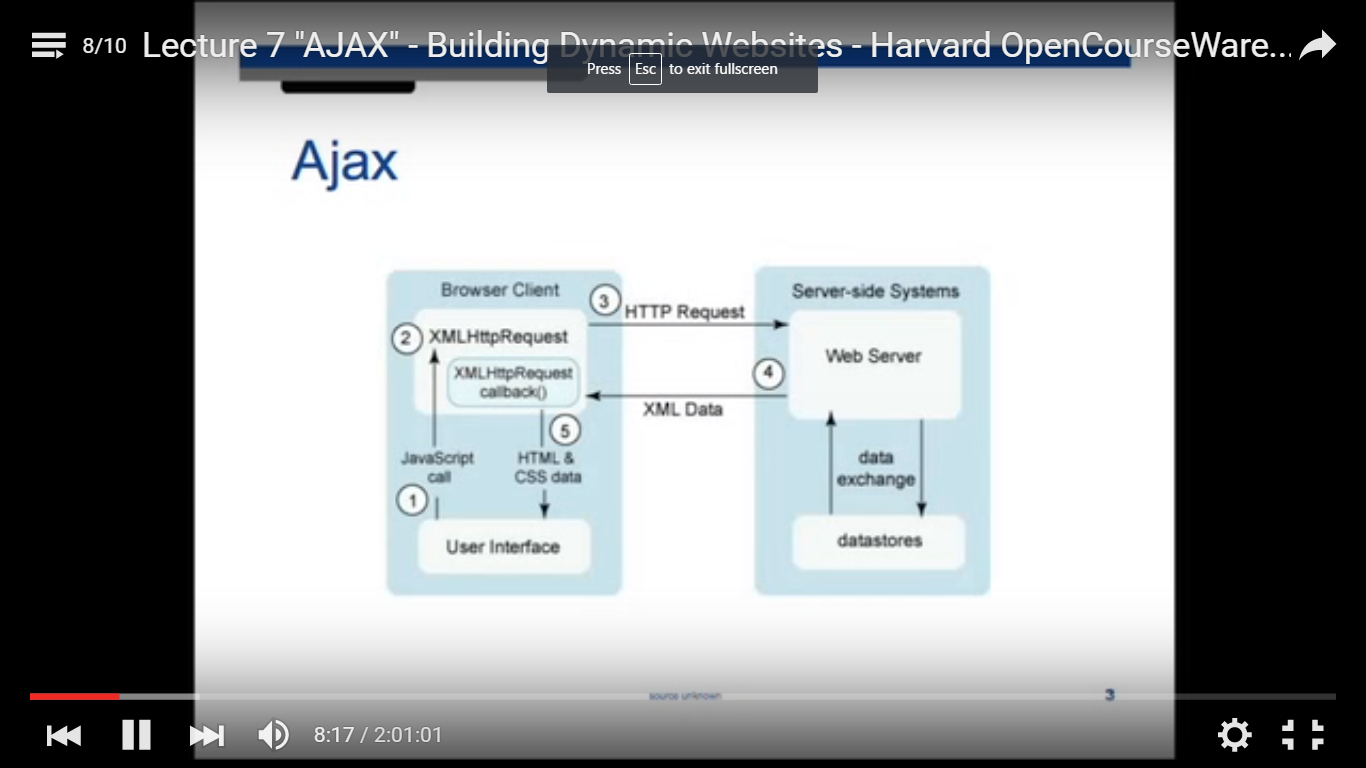 8/10 Lecture 7 "AJAX" - Building Dynamic Websites - Harvard OpenCourseWare...
Press Esc to exit fullscreen
Ajax
Browser Client
Server-side Systems
3
HTTP Request
2 XMLHttpRequest
Web Server
XMLHttpRequest
callback()
4
XML Data
5
JavaScript
call
HTML &
CSS data
data
exchange
1
User Interface
datastores
source unknown
3
8:17 / 2:01:01